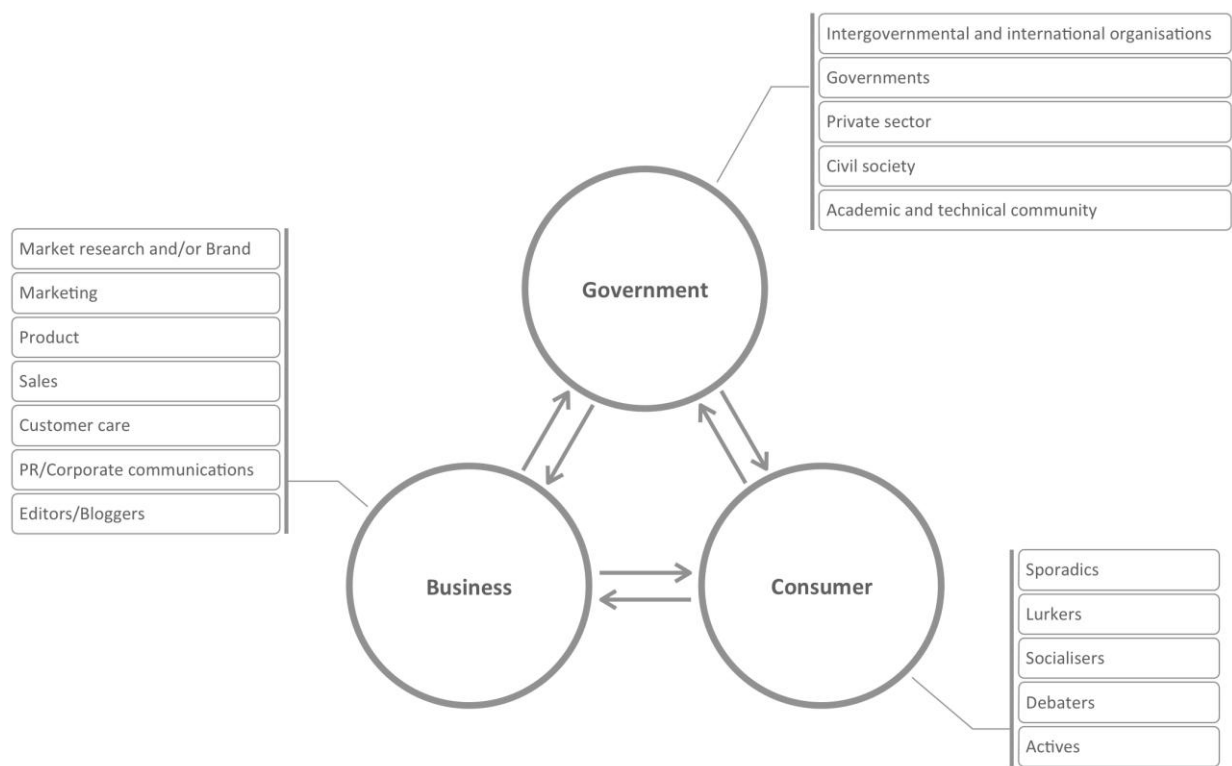 Intergovernmental and international organisations
Governments
Private sector
Civil society
Academic and technical community
Government
Market research and/or Brand
Marketing
Product
Sales
Customer care
PR/Corporate communications
Editors/Bloggers
Business
Consumer
Sporadics
Lurkers
Socialisers
Debaters
Actives